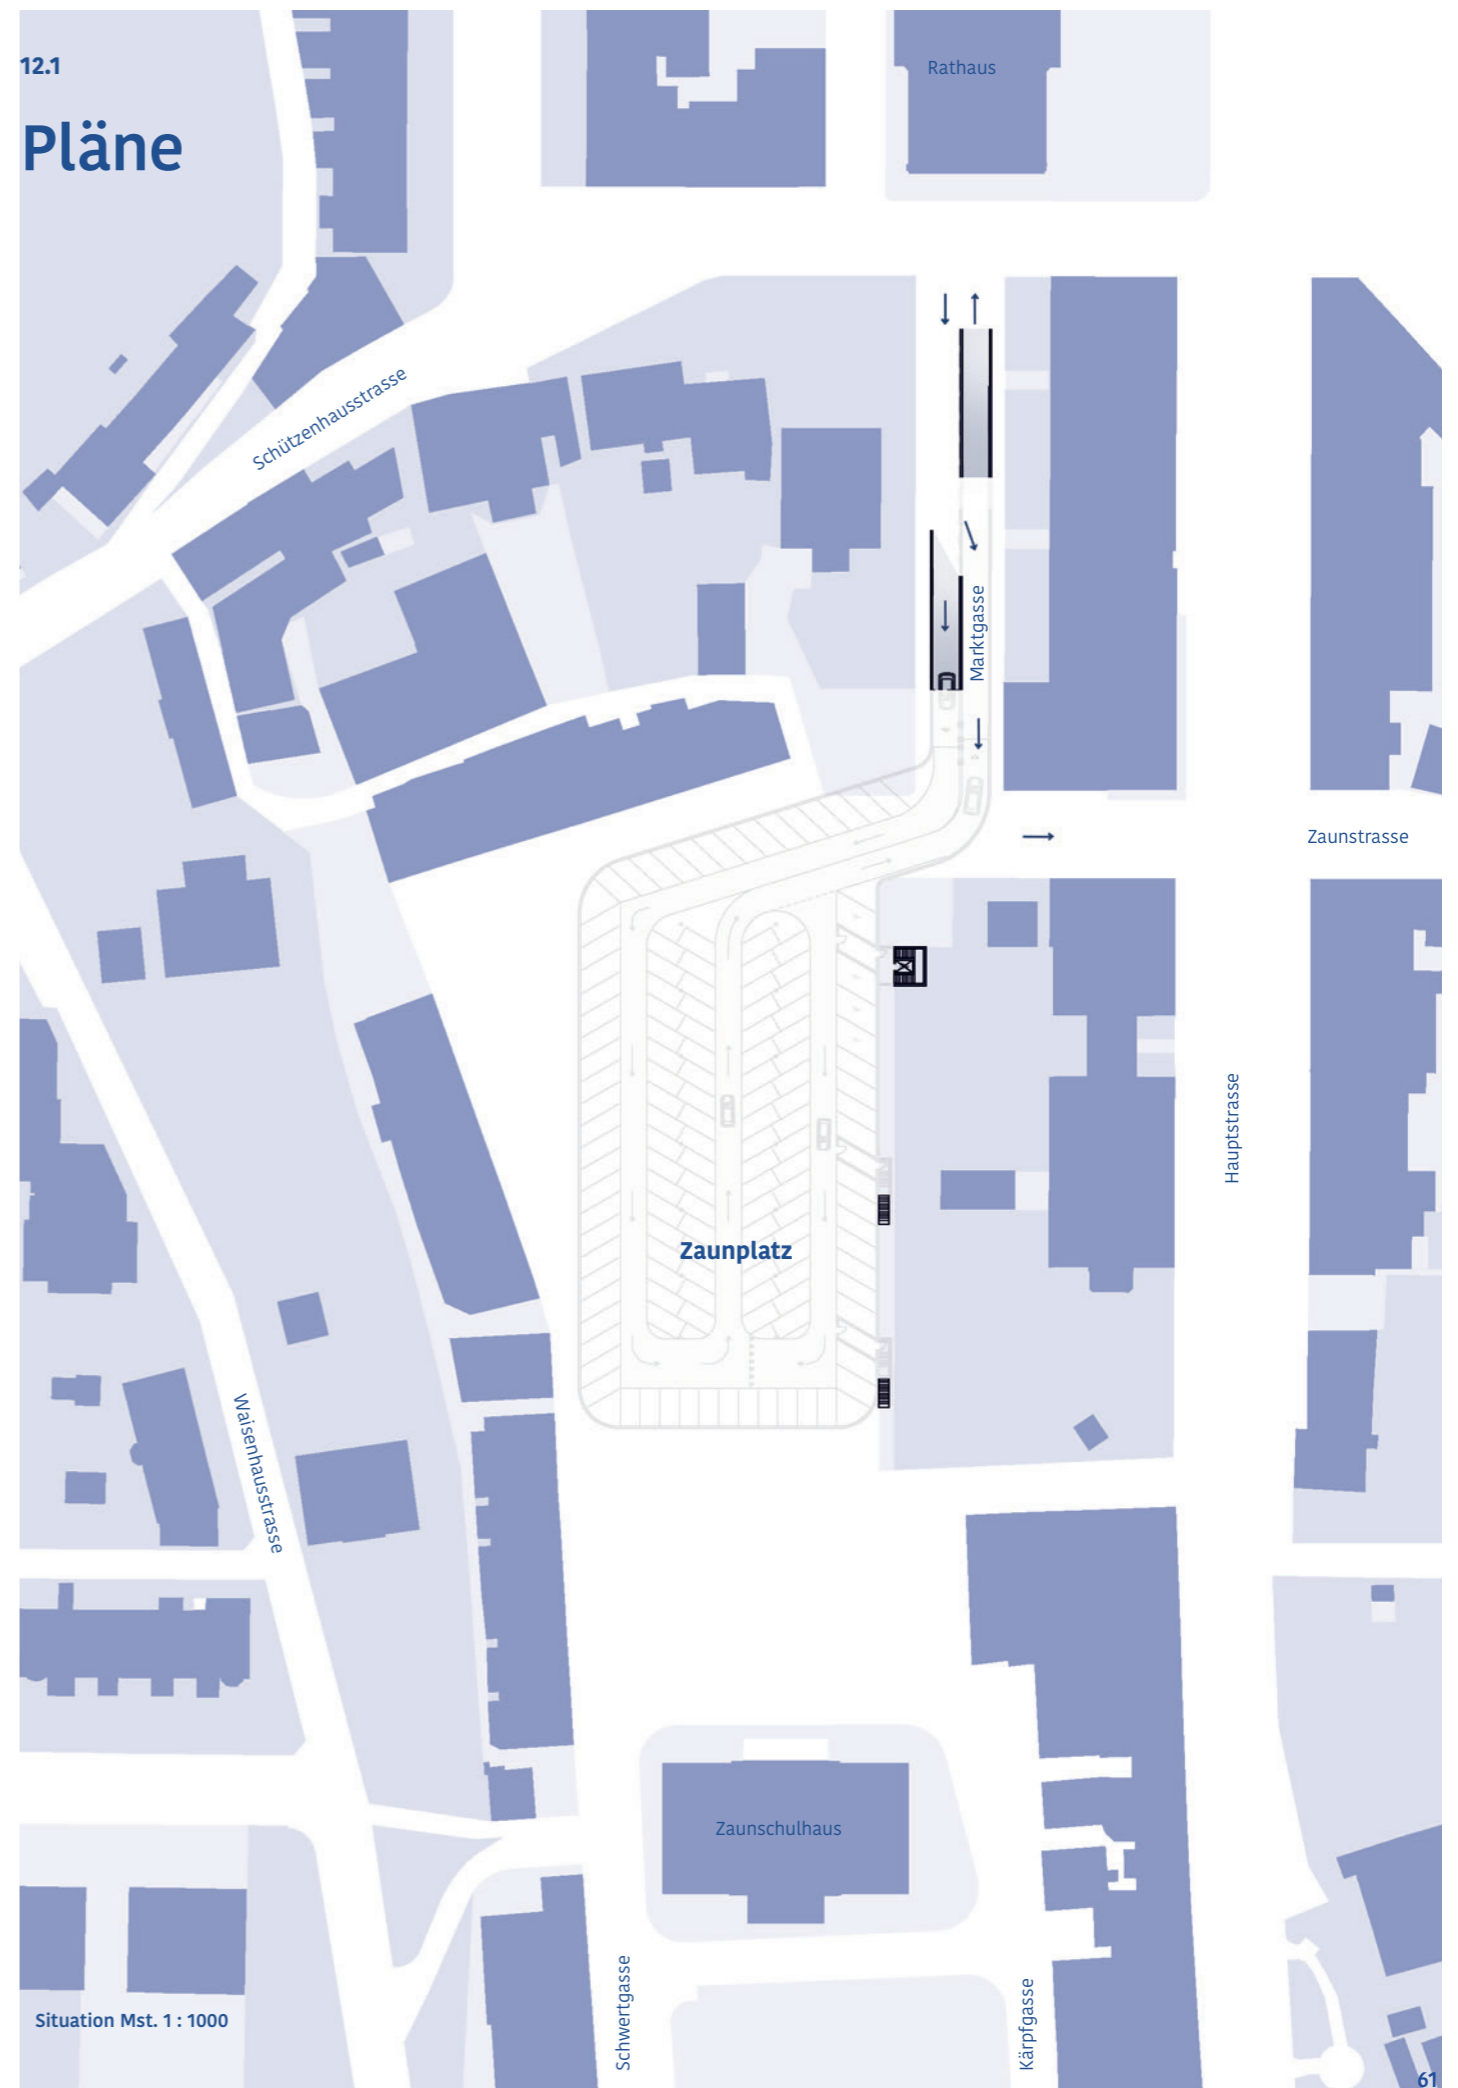 12.1
Pläne
Rathaus
Schützenhausstrasse
Marktgasse
Zaunstrasse
Hauptstrasse
Zaunplatz
Waisenhausstrasse
Zaunschulhaus
Schwertgasse
Kärpfgasse
Situation Mst. 1 : 1000
61